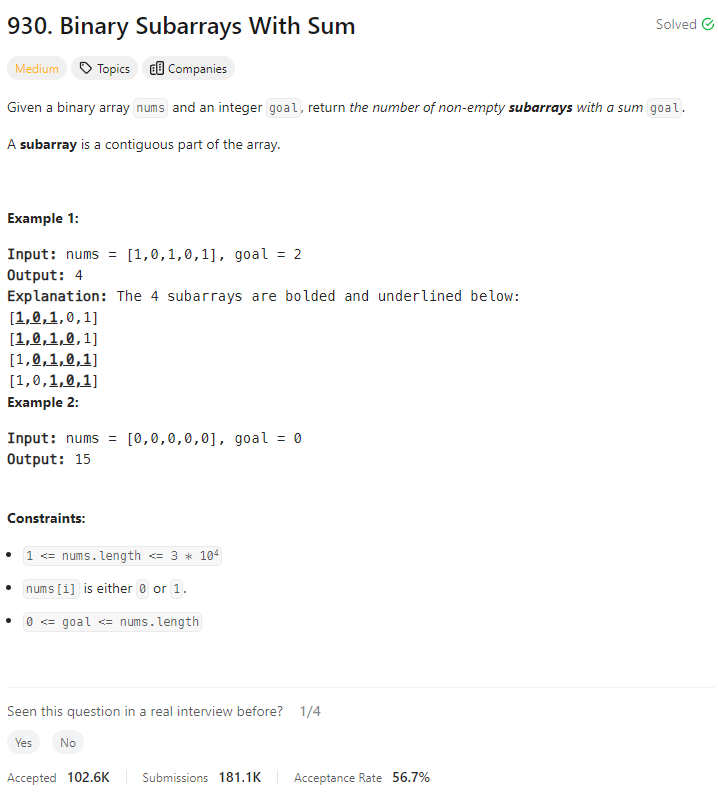 930. Binary Subarrays With Sum
Solved
Medium Topics Companies
Given a binary array nums and an integer goal, return the number of non-empty subarrays with a sum goal.
A subarray is a contiguous part of the array.
Example 1:
Input: nums = [1,0,1,0,1], goal = 2
Output: 4
Explanation: The 4 subarrays are bolded and underlined below:
[1,0,1,0,1]
[1,0,1,0,1]
[1,0,1,0,1]
[1,0,1,0,1]
Example 2:
Input: nums = [0,0,0,0,0], goal = 0
Output: 15
Constraints:
• 1 <= nums.length <= 3 * 10⁴
• nums[i] is either 0 or 1.
• 0 <= goal <= nums.length
Seen this question in a real interview before? 1/4
Yes No
Accepted 102.6K Submissions 181.1K Acceptance Rate 56.7%